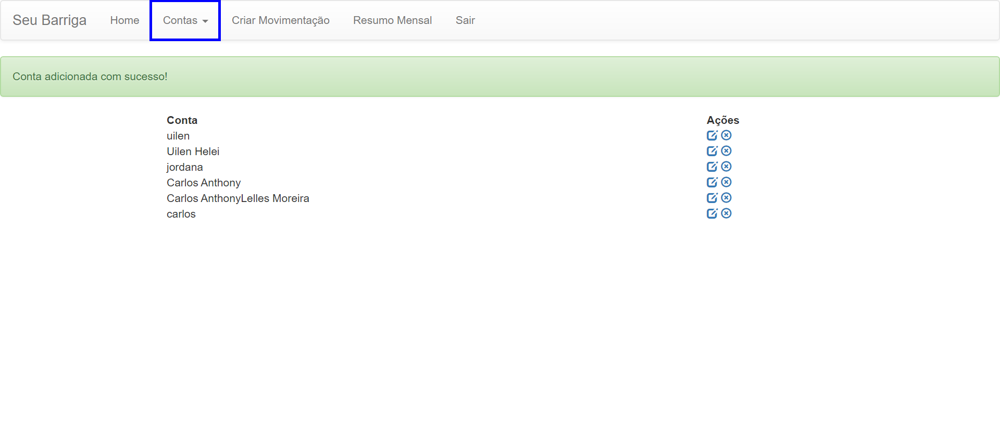 Seu Barriga Home Contas Criar Movimentação Resumo Mensal Sair
Conta adicionada com sucesso!
Conta Ações
uilen
Uilen Helei
jordana
Carlos Anthony
Carlos AnthonyLelles Moreira
carlos